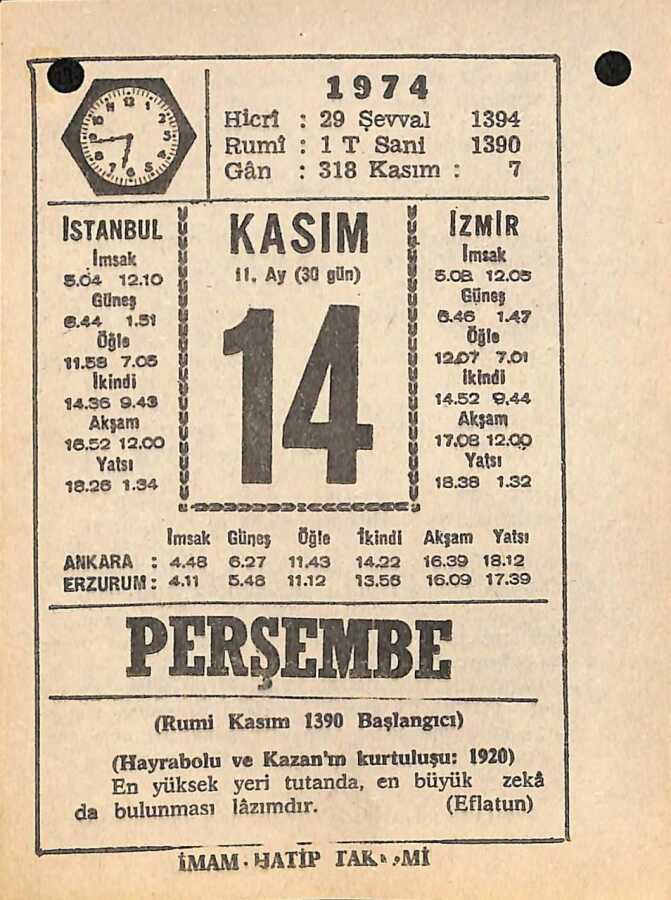 1974
Hicrî : 29 Şevval 1394
Rumî : 1 T Sani 1390
Gân : 318 Kasım : 7
İSTANBUL
İmsak
5.04 12.10
Güneş
6.44 1.51
Öğle
11.58 7.05
İkindi
14.36 9.43
Akşam
16.52 12.00
Yatsı
18.26 1.34
KASIM
11. Ay (30 gün)
14
İZMİR
İmsak
5.08 12.05
Güneş
6.46 1.47
Öğle
12.07 7.01
İkindi
14.52 9.44
Akşam
17.08 12.00
Yatsı
18.38 1.32
İmsak Güneş Öğle İkindi Akşam Yatsı
ANKARA : 4.48 6.27 11.43 14.22 16.39 18.12
ERZURUM : 4.11 5.48 11.12 13.56 16.09 17.39
PERŞEMBE
(Rumi Kasım 1390 Başlangıcı)
(Hayrabolu ve Kazan'ın kurtuluşu: 1920)
En yüksek yeri tutanda, en büyük zekâ
da bulunması lâzımdır. (Eflatun)
İMAM-HATİP